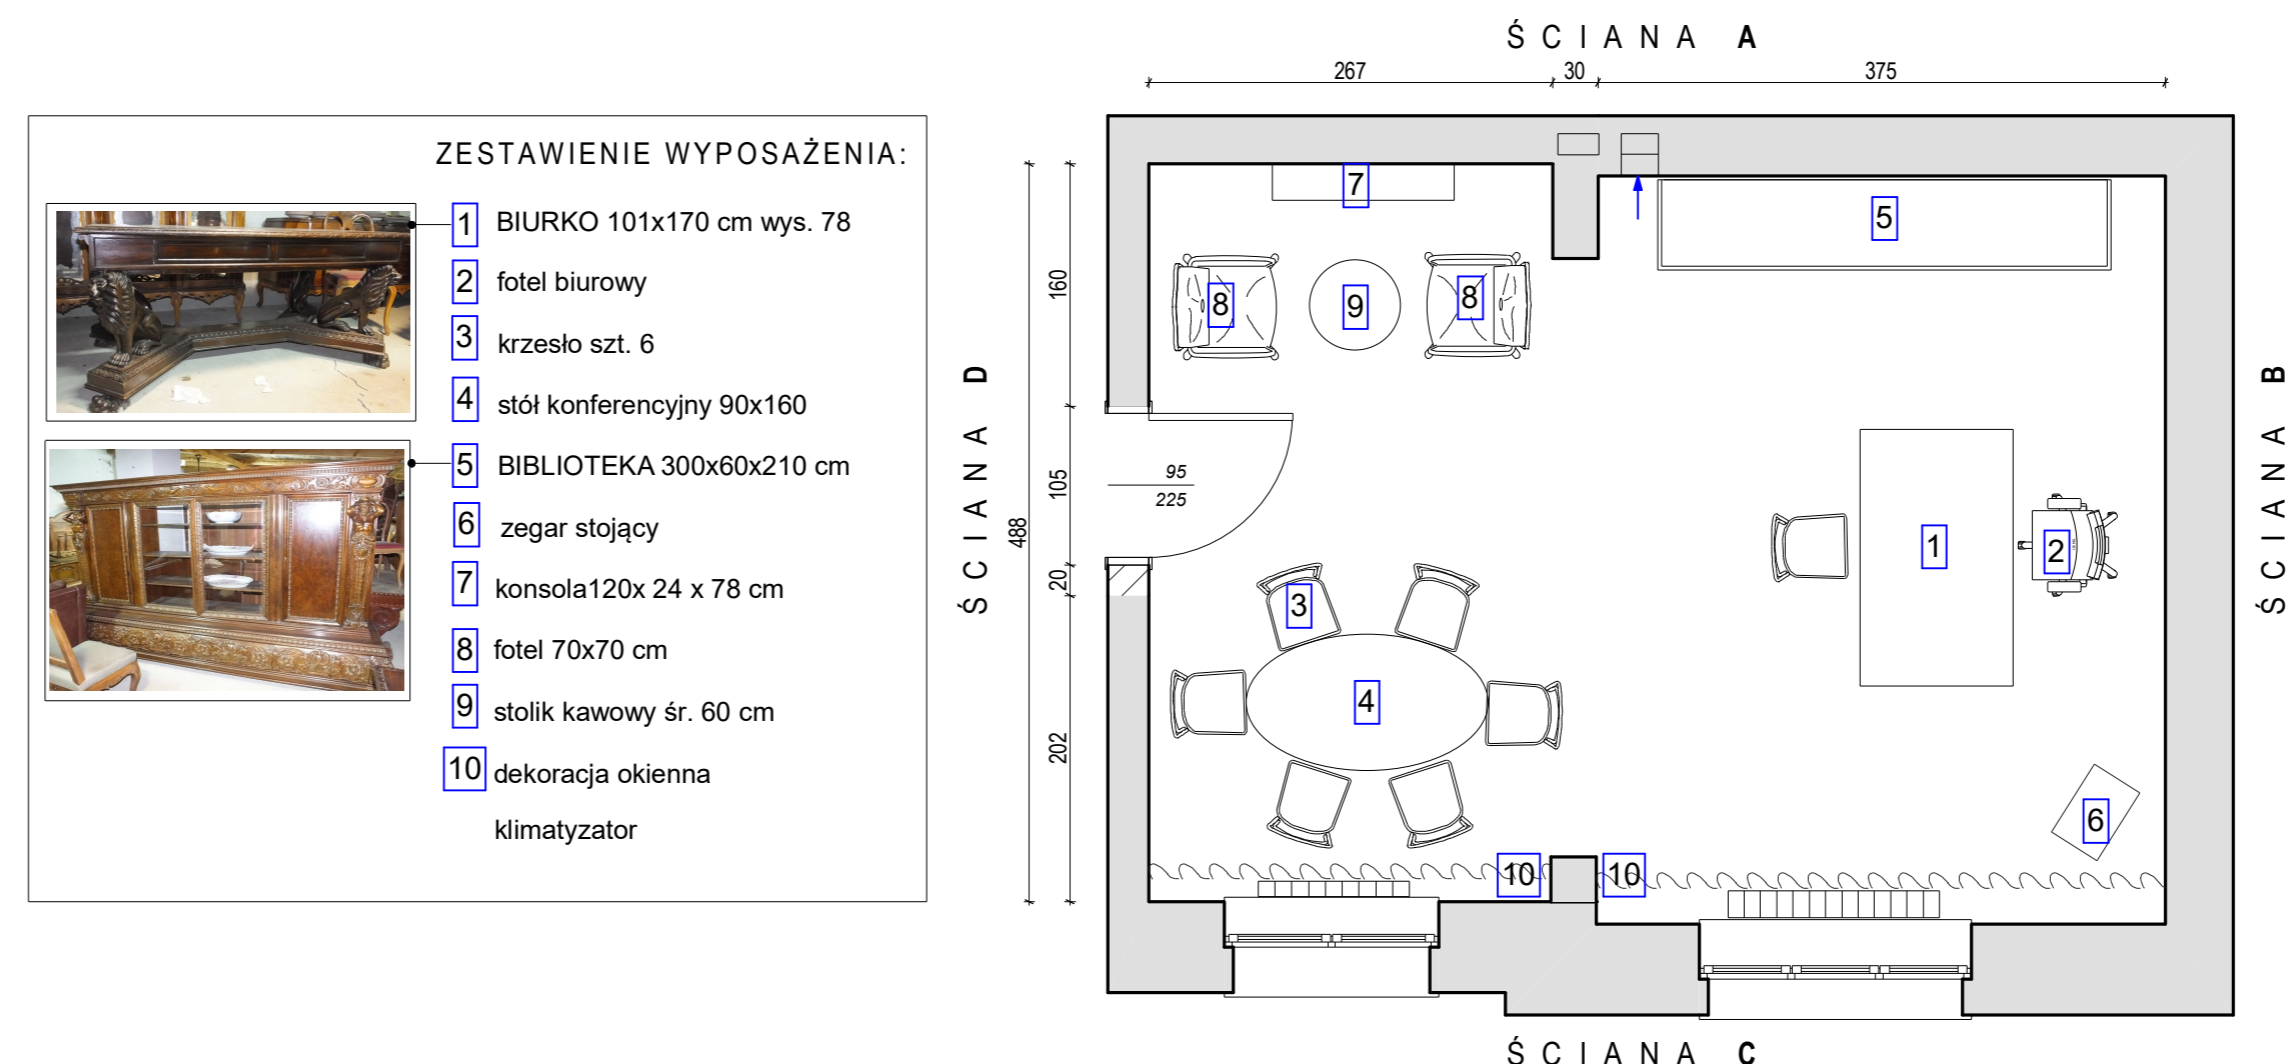 ZESTAWIENIE WYPOSAŻENIA:
1 BIURKO 101x170 cm wys. 78
2 fotel biurowy
3 krzesło szt. 6
4 stół konferencyjny 90x160
5 BIBLIOTEKA 300x60x210 cm
6 zegar stojący
7 konsola120x 24 x 78 cm
8 fotel 70x70 cm
9 stolik kawowy śr. 60 cm
10 dekoracja okienna
klimatyzator
ŚCIANA A
267 30 375
7
5
8 9 8
160
ŚCIANA D
ŚCIANA B
95
225
105
488
20
1
2
3
4
202
6
10 10
ŚCIANA C